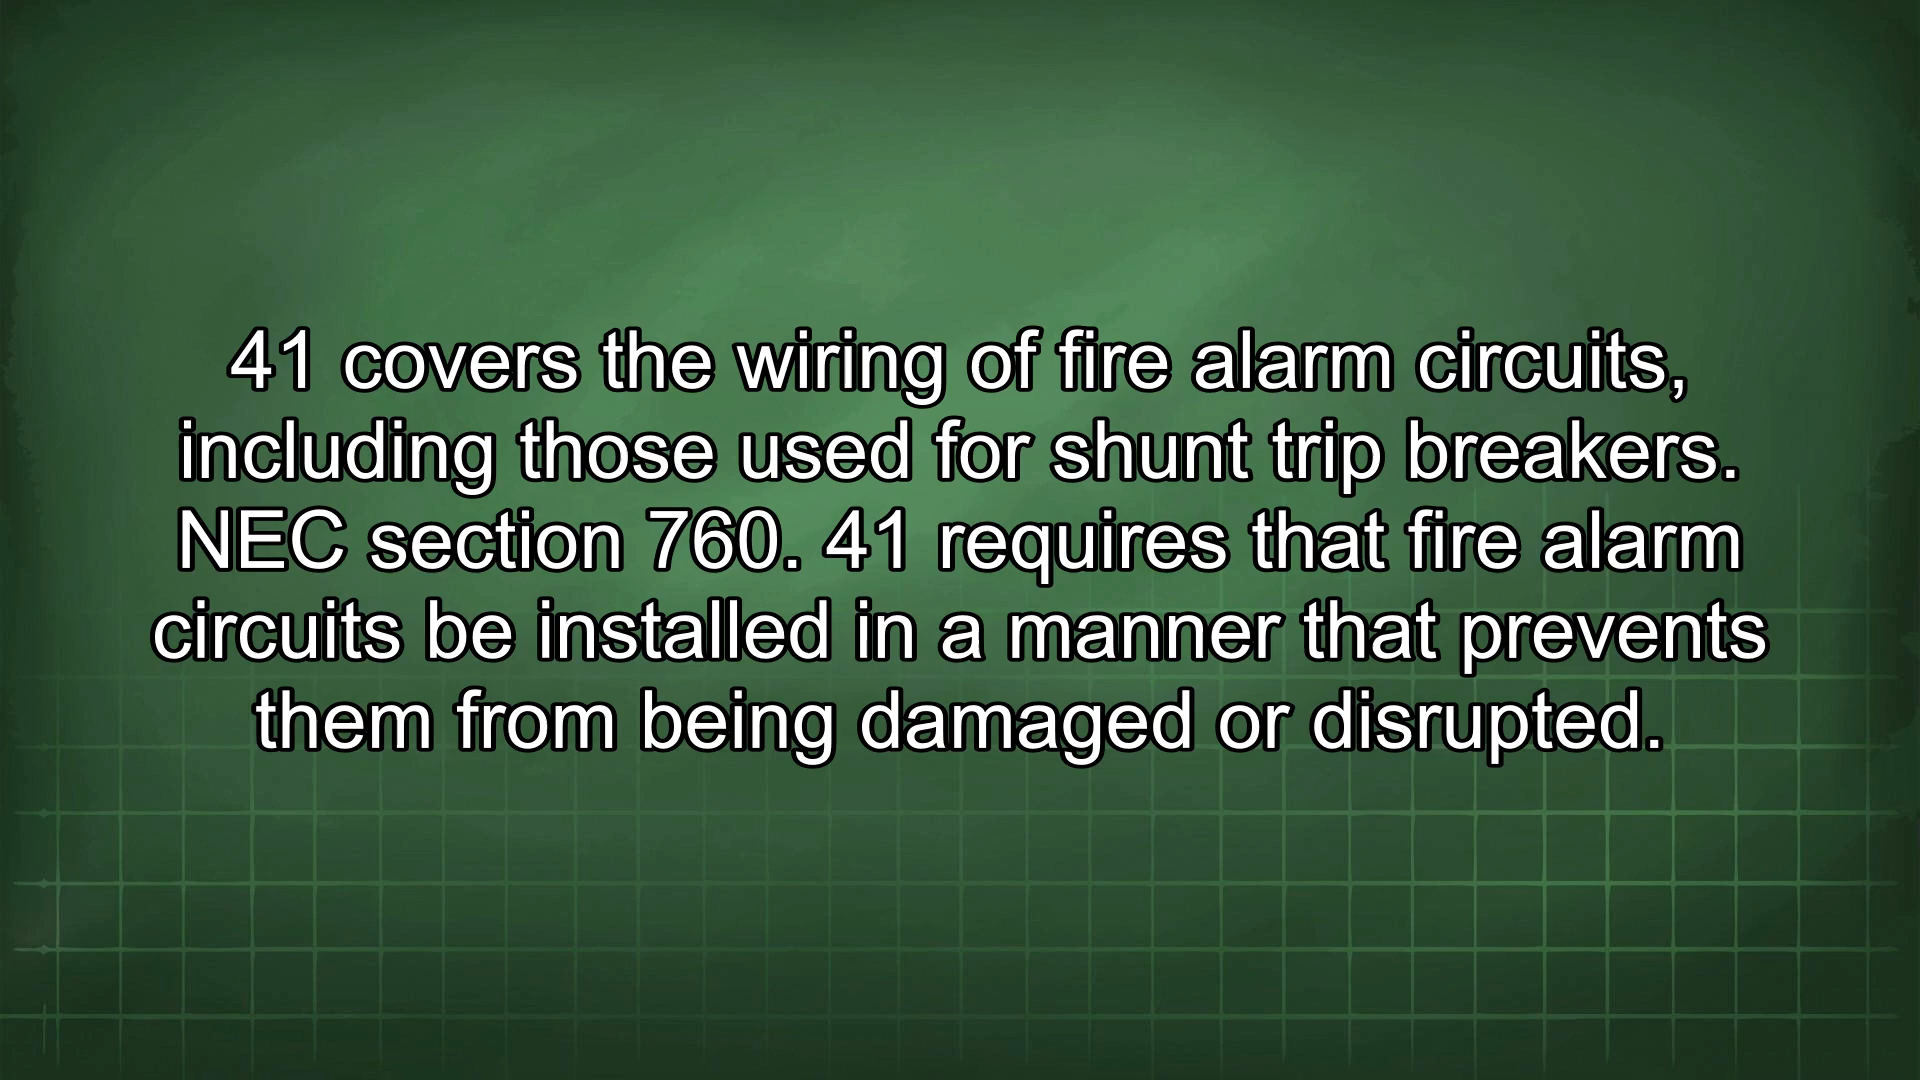 41 covers the wiring of fire alarm circuits,
including those used for shunt trip breakers.
NEC section 760. 41 requires that fire alarm
circuits be installed in a manner that prevents
them from being damaged or disrupted.